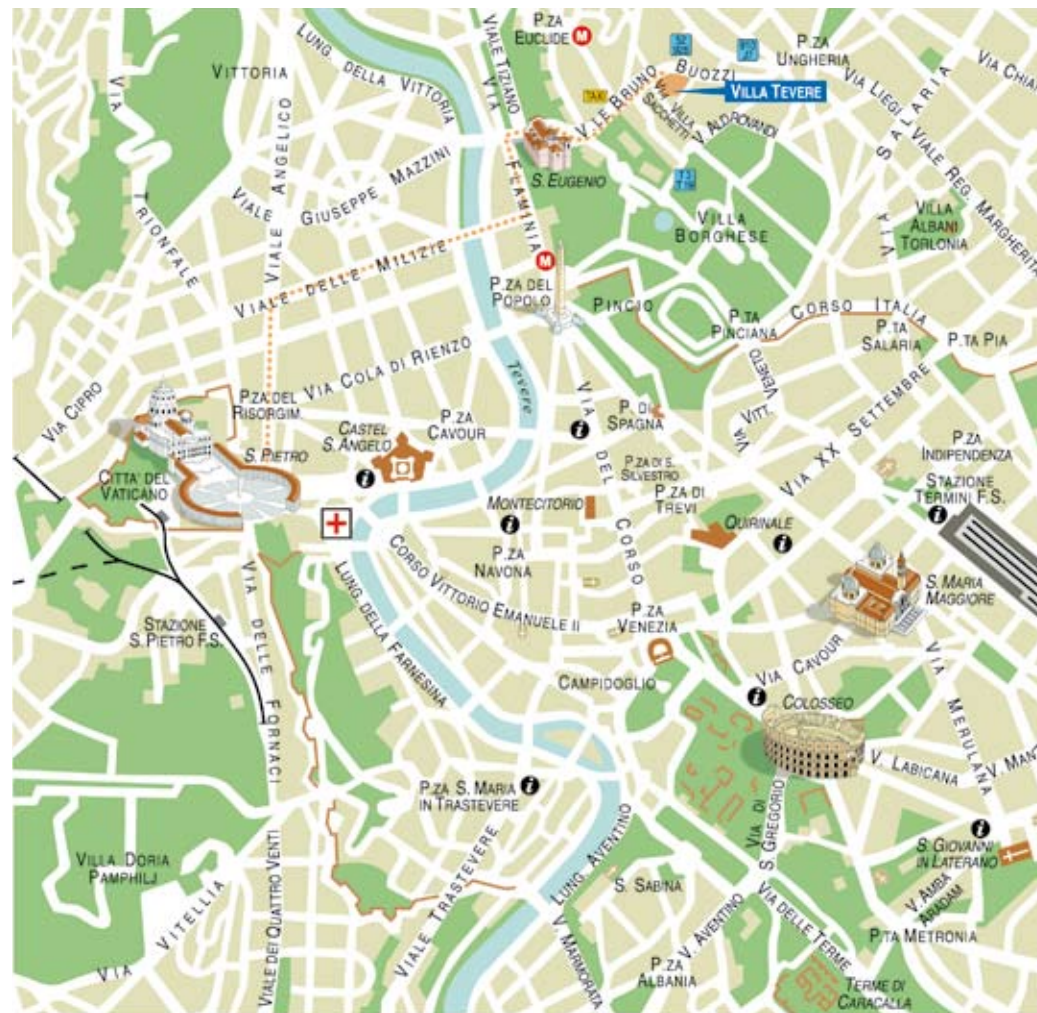 P.ZA
EUCLIDE
M
VIALE TIZIANO
VIA FLAMINIA
LUNG. DELLA VITTORIA
VITTORIA
VIA TRIONFALE
VIALE ANGELICO
VIALE GIUSEPPE MAZZINI
V.LE BRUNO BUOZZI
TAXI
P.ZA
UNGHERIA
VIA CHIA
VILLA TEVERE
VIA LIEGI
VIALE REG. MARGHERITA
VIA SALARIA
VIA VILLA
SACCHETTI
V. ALDROVANDI
S. EUGENIO
VILLA
BORGHESE
VILLA
ALBANI
TORLONIA
VIALE DELLE MILIZIE
M
P.ZA DEL
POPOLO
PINCIO
P.TA
PINCIANA
CORSO ITALIA
P.TA
SALARIA
P.TA PIA
VIA COLA DI RIENZO
Tevere
VIA CIPRO
P.ZA DEL
RISORGIM.
S. PIETRO
CITTA' DEL
VATICANO
CASTEL
S. ANGELO
P.ZA
CAVOUR
VIA DEL CORSO
P. DI
SPAGNA
VIA VITT. VENETO
VIA XX SETTEMBRE
P.ZA
INDIPENDENZA
P.ZA DI S.
SILVESTRO
STAZIONE
TERMINI F.S.
MONTECITORIO
P.ZA DI
TREVI
QUIRINALE
P.ZA
NAVONA
CORSO VITTORIO EMANUELE II
S. MARIA
MAGGIORE
P.ZA
VENEZIA
LUNG. DELLA FARNESINA
VIA DELLE FORNACI
STAZIONE
S. PIETRO F.S.
CAMPIDOGLIO
VIA CAVOUR
COLOSSEO
VIA MERULANA
V. LABICANA
V. MAN
P.ZA S. MARIA
IN TRASTEVERE
VIA DI
S. GREGORIO
S. GIOVANNI
IN LATERANO
VILLA DORIA
PAMPHILJ
LUNG. AVENTINO
VIA VITELLIA
VIALE DEI QUATTRO VENTI
VIALE TRASTEVERE
S. SABINA
V. AVENTINO
VIA DELLE TERME
V. AMBA
ARADAM
P.TA METRONIA
V. MARMORATA
P.ZA
ALBANIA
TERME DI
CARACALLA